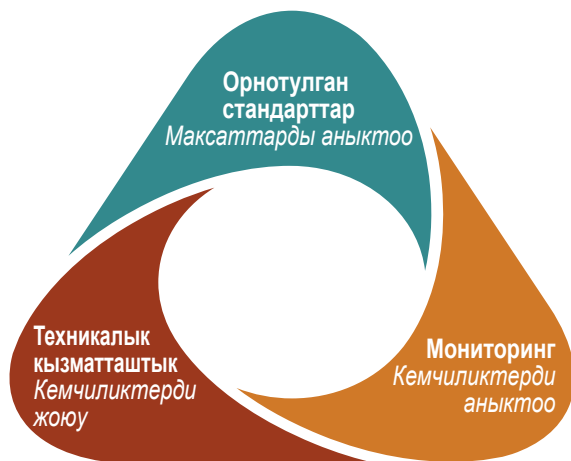 Орнотулган
стандарттар
Максаттарды аныктоо
Техникалык
кызматташтык
Кемчиликтерди
жоюу
Мониторинг
Кемчиликтерди
аныктоо